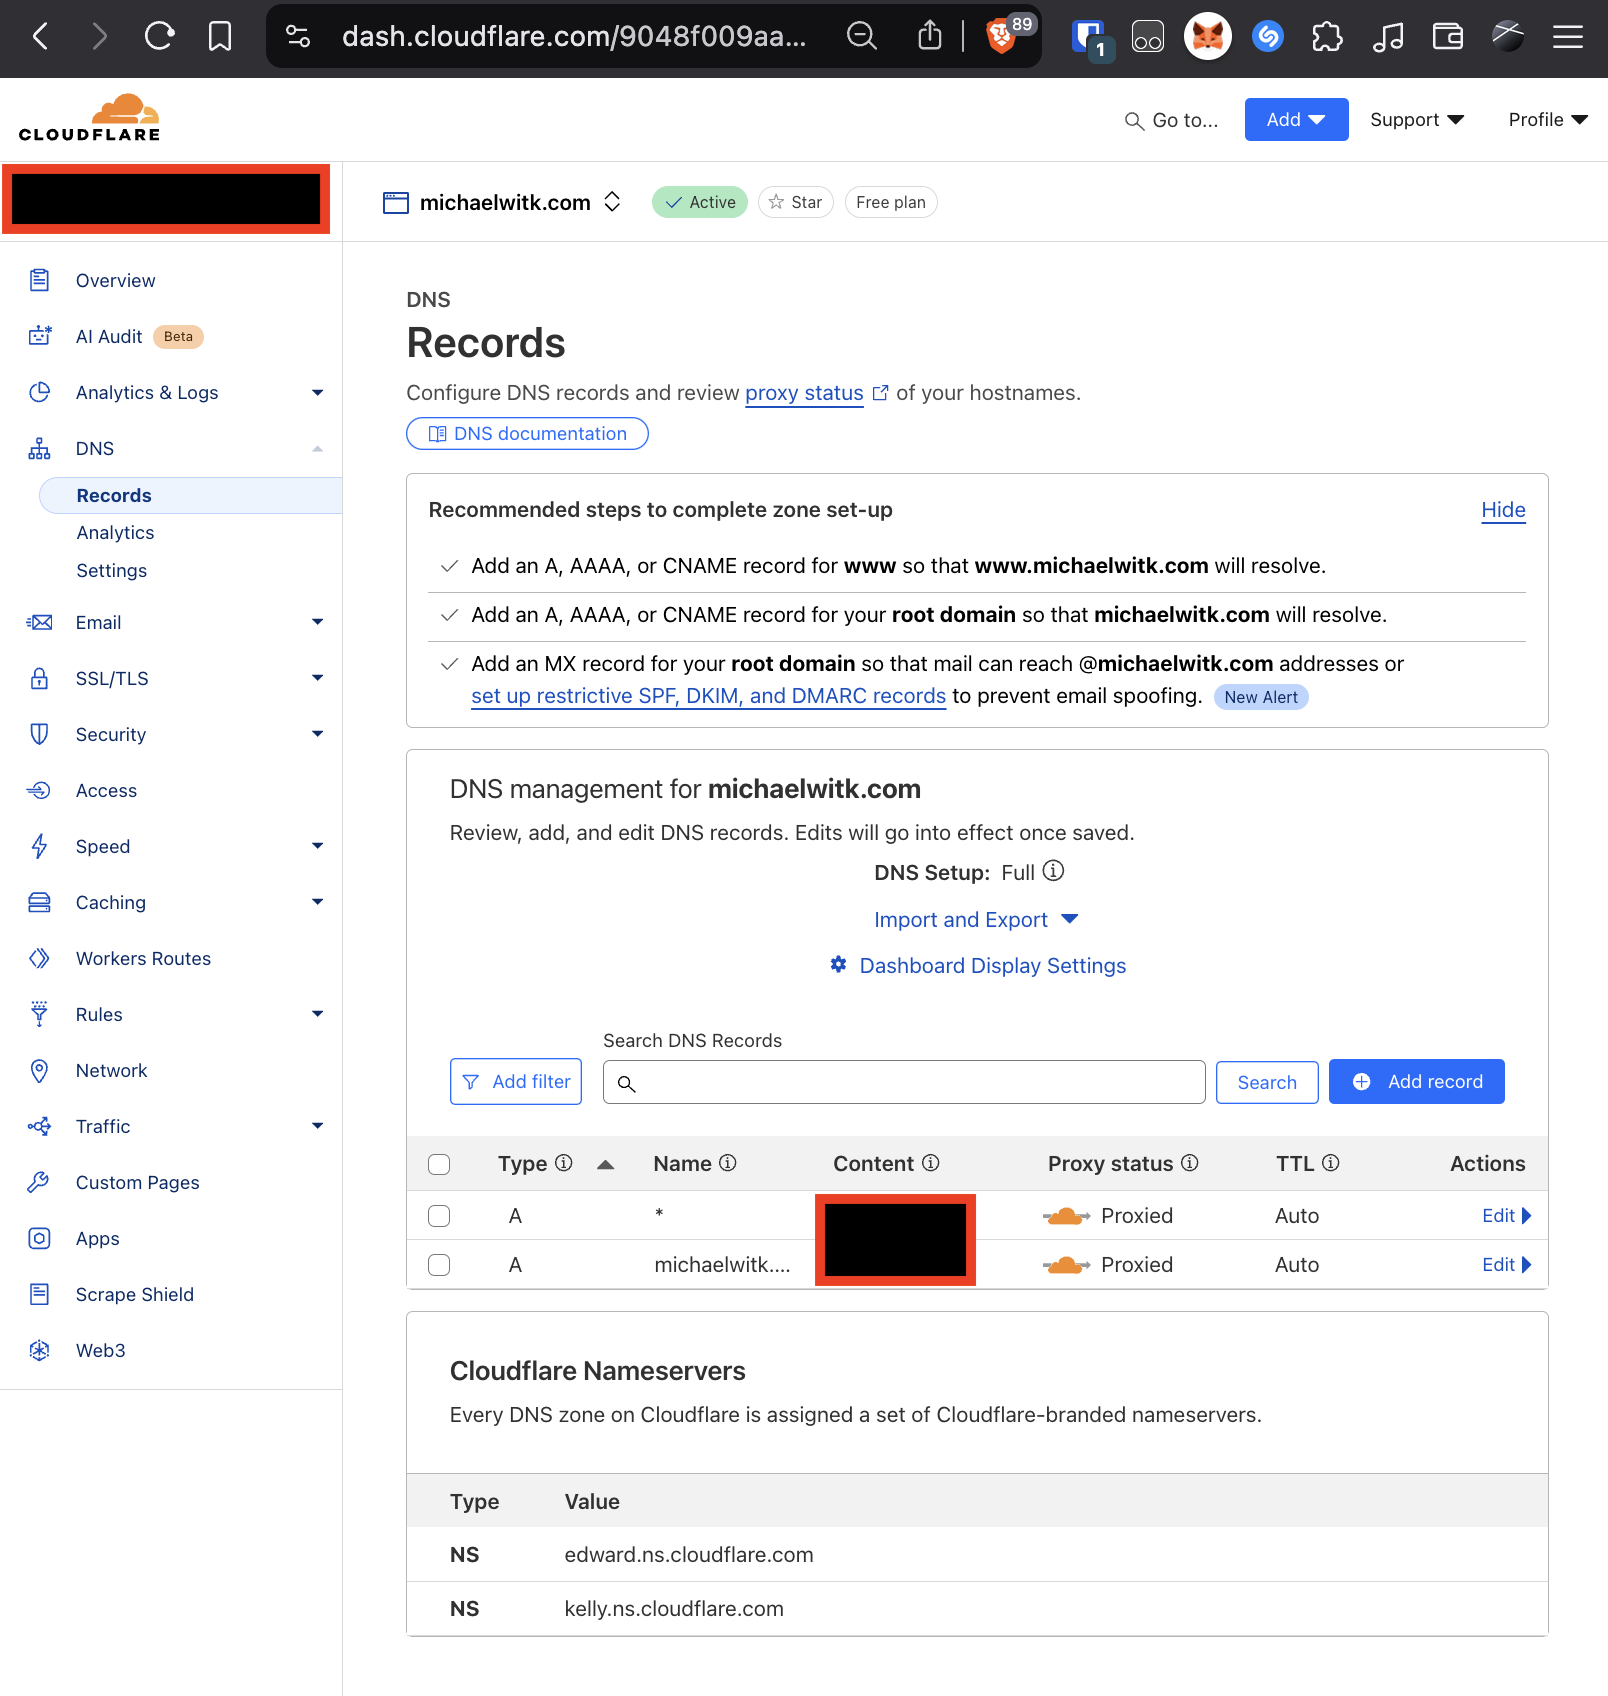 dash.cloudflare.com/9048f009aa...
89
1
CLOUDFLARE
Go to...
Add
Support
Profile
michaelwitk.com
Active
Star
Free plan
Overview
AI Audit Beta
Analytics & Logs
DNS
Records
Analytics
Settings
Email
SSL/TLS
Security
Access
Speed
Caching
Workers Routes
Rules
Network
Traffic
Custom Pages
Apps
Scrape Shield
Web3
DNS
Records
Configure DNS records and review proxy status of your hostnames.
DNS documentation
Recommended steps to complete zone set-up
Hide
Add an A, AAAA, or CNAME record for www so that www.michaelwitk.com will resolve.
Add an A, AAAA, or CNAME record for your root domain so that michaelwitk.com will resolve.
Add an MX record for your root domain so that mail can reach @michaelwitk.com addresses or
set up restrictive SPF, DKIM, and DMARC records to prevent email spoofing. New Alert
DNS management for michaelwitk.com
Review, add, and edit DNS records. Edits will go into effect once saved.
DNS Setup: Full
Import and Export
Dashboard Display Settings
Search DNS Records
Add filter
Search
Add record
Type Name Content Proxy status TTL Actions
A * Proxied Auto Edit
A michaelwitk.... Proxied Auto Edit
Cloudflare Nameservers
Every DNS zone on Cloudflare is assigned a set of Cloudflare-branded nameservers.
Type Value
NS edward.ns.cloudflare.com
NS kelly.ns.cloudflare.com